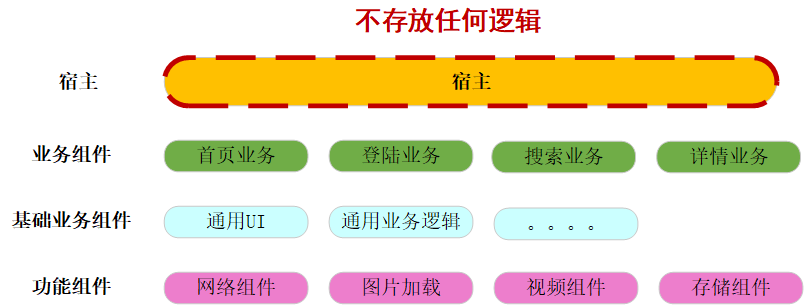 不存放任何逻辑
宿主 宿主
业务组件 首页业务 登陆业务 搜索业务 详情业务
基础业务组件 通用UI 通用业务逻辑 。。。。
功能组件 网络组件 图片加载 视频组件 存储组件